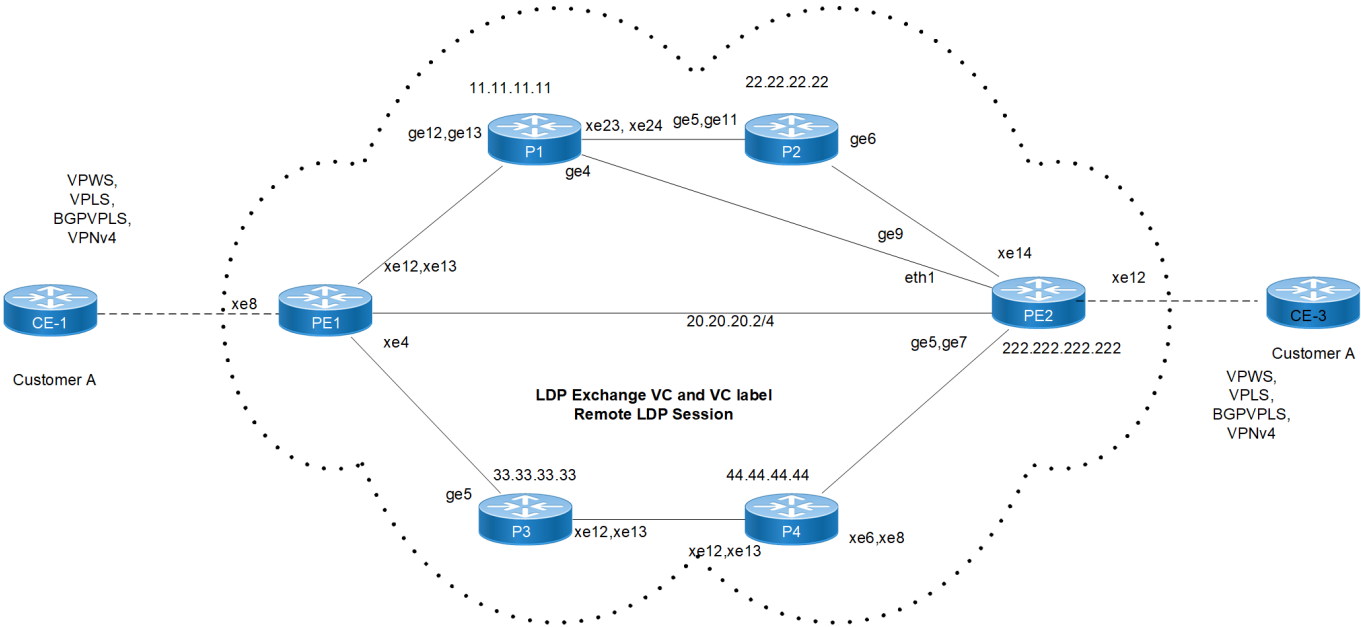 11.11.11.11
22.22.22.22
ge12,ge13
P1
xe23, xe24
ge5,ge11
P2
ge6
ge4
VPWS,
VPLS,
BGPVPLS,
VPNv4
ge9
xe14
xe12,xe13
eth1
xe12
xe8
CE-1
PE1
20.20.20.2/4
PE2
CE-3
xe4
ge5,ge7
222.222.222.222
Customer A
Customer A
LDP Exchange VC and VC label
Remote LDP Session
VPWS,
VPLS,
BGPVPLS,
VPNv4
33.33.33.33
44.44.44.44
ge5
P3
xe12,xe13
xe12,xe13
P4
xe6,xe8